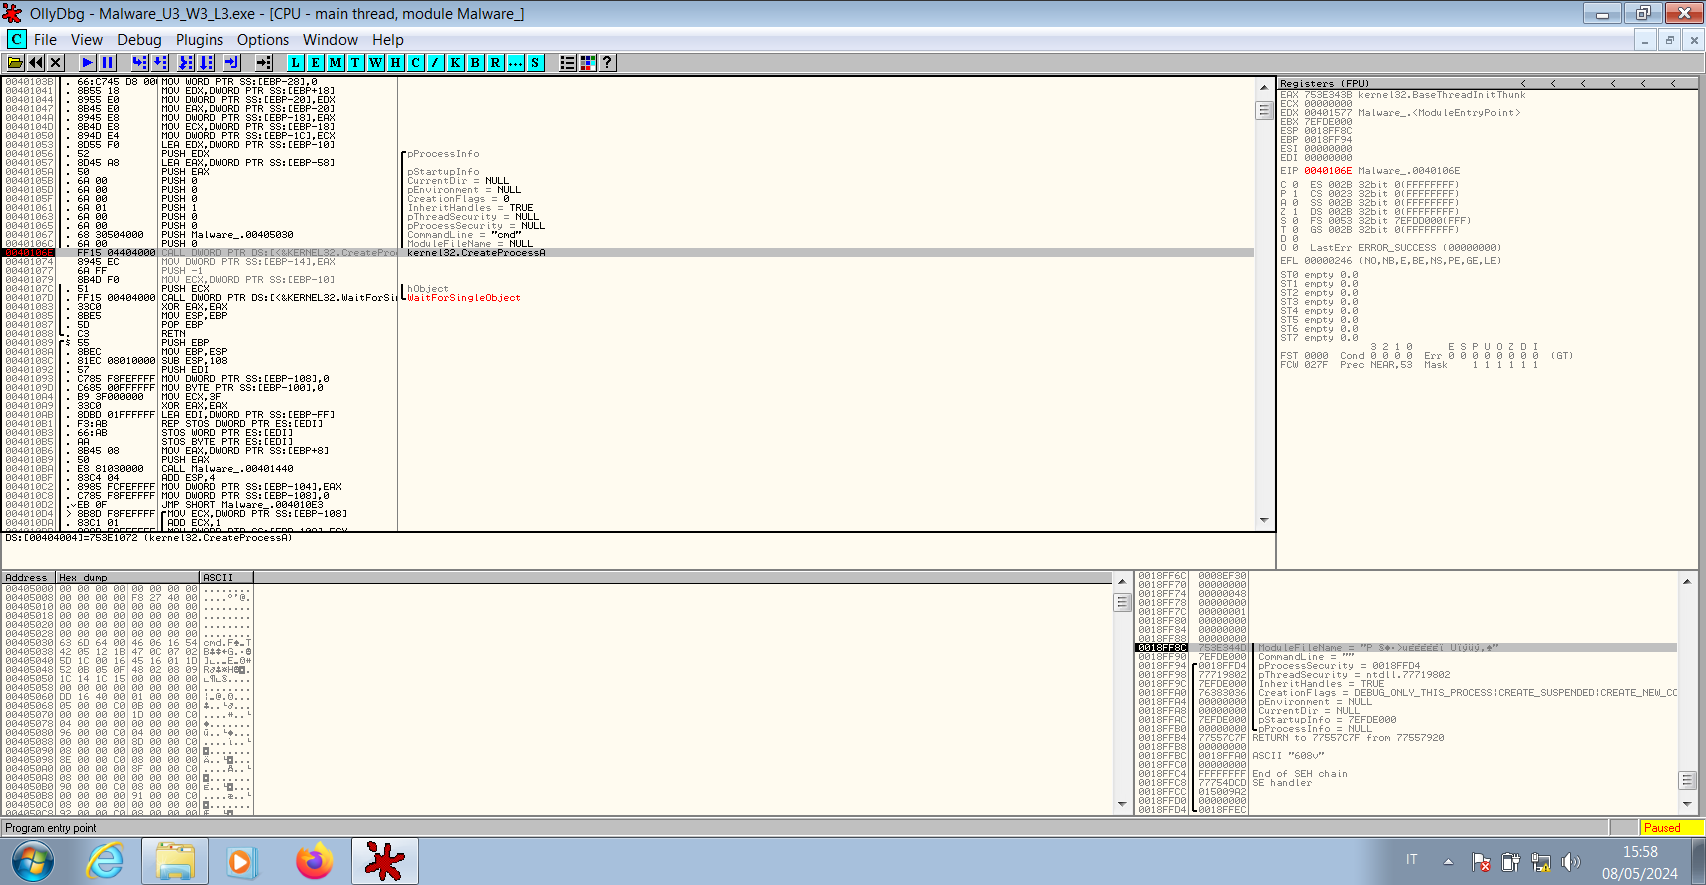 OllyDbg - Malware_U3_W3_L3.exe - [CPU - main thread, module Malware_]
C File View Debug Plugins Options Window Help
L E M T W H C / K B R ... S ?
0040103B . 66:C745 D8 00 MOV WORD PTR SS:[EBP-28],0
00401041 . 8B55 18 MOV EDX,DWORD PTR SS:[EBP+18]
00401044 . 8955 E0 MOV DWORD PTR SS:[EBP-20],EDX
00401047 . 8B45 E0 MOV EAX,DWORD PTR SS:[EBP-20]
0040104A . 8945 E8 MOV DWORD PTR SS:[EBP-18],EAX
0040104D . 8B4D E8 MOV ECX,DWORD PTR SS:[EBP-18]
00401050 . 894D E4 MOV DWORD PTR SS:[EBP-1C],ECX
00401053 . 8D55 F0 LEA EDX,DWORD PTR SS:[EBP-10]
00401056 . 52 PUSH EDX pProcessInfo
00401057 . 8D45 A8 LEA EAX,DWORD PTR SS:[EBP-58]
0040105A . 50 PUSH EAX pStartupInfo
0040105B . 6A 00 PUSH 0 CurrentDir = NULL
0040105D . 6A 00 PUSH 0 pEnvironment = NULL
0040105F . 6A 00 PUSH 0 CreationFlags = 0
00401061 . 6A 01 PUSH 1 InheritHandles = TRUE
00401063 . 6A 00 PUSH 0 pThreadSecurity = NULL
00401065 . 6A 00 PUSH 0 pProcessSecurity = NULL
00401067 . 68 30504000 PUSH Malware_.00405030 CommandLine = "cmd"
0040106C . 6A 00 PUSH 0 ModuleFileName = NULL
0040106E . FF15 04404000 CALL DWORD PTR DS:[<&KERNEL32.CreatePro kernel32.CreateProcessA
00401074 . 8945 EC MOV DWORD PTR SS:[EBP-14],EAX
00401077 . 6A FF PUSH -1
00401079 . 8B4D F0 MOV ECX,DWORD PTR SS:[EBP-10]
0040107C . 51 PUSH ECX hObject
0040107D . FF15 00404000 CALL DWORD PTR DS:[<&KERNEL32.WaitForSi WaitForSingleObject
00401083 . 33C0 XOR EAX,EAX
00401085 . 8BE5 MOV ESP,EBP
00401087 . 5D POP EBP
00401088 . C3 RETN
00401089 $ 55 PUSH EBP
0040108A . 8BEC MOV EBP,ESP
0040108C . 81EC 08010000 SUB ESP,108
00401092 . 57 PUSH EDI
00401093 . C785 F8FEFFFF MOV DWORD PTR SS:[EBP-108],0
0040109D . C685 00FFFFFF MOV BYTE PTR SS:[EBP-100],0
004010A4 . B9 3F000000 MOV ECX,3F
004010A9 . 33C0 XOR EAX,EAX
004010AB . 8DBD 01FFFFFF LEA EDI,DWORD PTR SS:[EBP-FF]
004010B1 . F3:AB REP STOS DWORD PTR ES:[EDI]
004010B3 . 66:AB STOS WORD PTR ES:[EDI]
004010B5 . AA STOS BYTE PTR ES:[EDI]
004010B6 . 8B45 08 MOV EAX,DWORD PTR SS:[EBP+8]
004010B9 . 50 PUSH EAX
004010BA . E8 81030000 CALL Malware_.00401440
004010BF . 83C4 04 ADD ESP,4
004010C2 . 8985 FCFEFFFF MOV DWORD PTR SS:[EBP-104],EAX
004010C8 . C785 F8FEFFFF MOV DWORD PTR SS:[EBP-108],0
004010D2 . EB 0F JMP SHORT Malware_.004010E3
004010D4 > 8B8D F8FEFFFF MOV ECX,DWORD PTR SS:[EBP-108]
004010DA . 83C1 01 ADD ECX,1
DS:[00404004]=753E1072 (kernel32.CreateProcessA)
Registers (FPU) < < < < < <
EAX 753E343B kernel32.BaseThreadInitThunk
ECX 00000000
EDX 00401577 Malware_.<ModuleEntryPoint>
EBX 7EFDE000
ESP 0018FF8C
EBP 0018FF94
ESI 00000000
EDI 00000000
EIP 0040106E Malware_.0040106E
C 0 ES 002B 32bit 0(FFFFFFFF)
P 1 CS 0023 32bit 0(FFFFFFFF)
A 0 SS 002B 32bit 0(FFFFFFFF)
Z 1 DS 002B 32bit 0(FFFFFFFF)
S 0 FS 0053 32bit 7EFDD000(FFF)
T 0 GS 002B 32bit 0(FFFFFFFF)
D 0
O 0 LastErr ERROR_SUCCESS (00000000)
EFL 00000246 (NO,NB,E,BE,NS,PE,GE,LE)
ST0 empty 0.0
ST1 empty 0.0
ST2 empty 0.0
ST3 empty 0.0
ST4 empty 0.0
ST5 empty 0.0
ST6 empty 0.0
ST7 empty 0.0
3 2 1 0 E S P U O Z D I
FST 0000 Cond 0 0 0 0 Err 0 0 0 0 0 0 0 0 (GT)
FCW 027F Prec NEAR,53 Mask 1 1 1 1 1 1
Address Hex dump ASCII
00405000 00 00 00 00 00 00 00 00 ........
00405008 00 00 00 00 F8 27 40 00 ....°'@.
00405010 00 00 00 00 00 00 00 00 ........
00405018 00 00 00 00 00 00 00 00 ........
00405020 00 00 00 00 00 00 00 00 ........
00405028 00 00 00 00 00 00 00 00 ........
00405030 63 6D 64 00 46 06 16 54
00405038 42 05 12 1B 47 0C 07 02
00405040 5D 1C 00 16 45 16 01 1D
00405048 52 0B 05 0F 48 02 08 09
00405050 1C 14 1C 15 00 00 00 00
00405058 00 00 00 00 00 00 00 00 ........
00405060 DD 16 40 00 01 00 00 00
00405068 05 00 00 C0 0B 00 00 00
00405070 00 00 00 00 1D 00 00 C0
00405078 04 00 00 00 00 00 00 00
00405080 96 00 00 C0 04 00 00 00
00405088 00 00 00 00 8D 00 00 C0
00405090 08 00 00 00 00 00 00 00
00405098 8E 00 00 C0 08 00 00 00
004050A0 00 00 00 00 8F 00 00 C0
004050A8 08 00 00 00 00 00 00 00
004050B0 90 00 00 C0 08 00 00 00
004050B8 00 00 00 00 91 00 00 C0
004050C0 08 00 00 00 00 00 00 00
004050C8 92 00 00 C0 08 00 00 00
0018FF6C 0008EF30
0018FF70 00000000
0018FF74 00000048
0018FF78 00000000
0018FF7C 00000001
0018FF80 00000000
0018FF84 00000000
0018FF88 00000000
0018FF8C 753E344D
0018FF90 7EFDE000 CommandLine = ""
0018FF94 0018FFD4 pProcessSecurity = 0018FFD4
0018FF98 77719802 pThreadSecurity = ntdll.77719802
0018FF9C 7EFDE000 InheritHandles = TRUE
0018FFA0 76383036 CreationFlags = DEBUG_ONLY_THIS_PROCESS|CREATE_SUSPENDED|CREATE_NEW_CO
0018FFA4 00000000 pEnvironment = NULL
0018FFA8 00000000 CurrentDir = NULL
0018FFAC 7EFDE000 pStartupInfo = 7EFDE000
0018FFB0 00000000 pProcessInfo = NULL
0018FFB4 77557C7F RETURN to 77557C7F from 77557920
0018FFB8 00000000
0018FFBC 0018FFA0 ASCII "608v"
0018FFC0 00000000
0018FFC4 FFFFFFFF End of SEH chain
0018FFC8 77754DCD SE handler
0018FFCC 015009A2
0018FFD0 00000000
0018FFD4 0018FFEC
Program entry point Paused
IT 15:58
08/05/2024